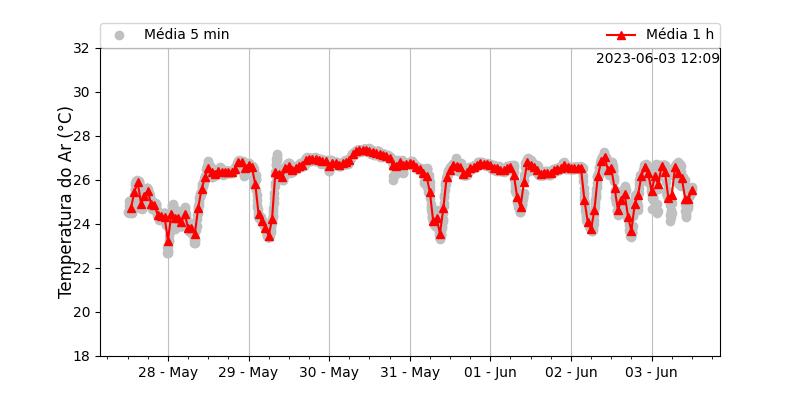 Média 5 min
Média 1 h
2023-06-03 12:09
Temperatura do Ar (°C)
32
30
28
26
24
22
20
18
28 - May
29 - May
30 - May
31 - May
01 - Jun
02 - Jun
03 - Jun